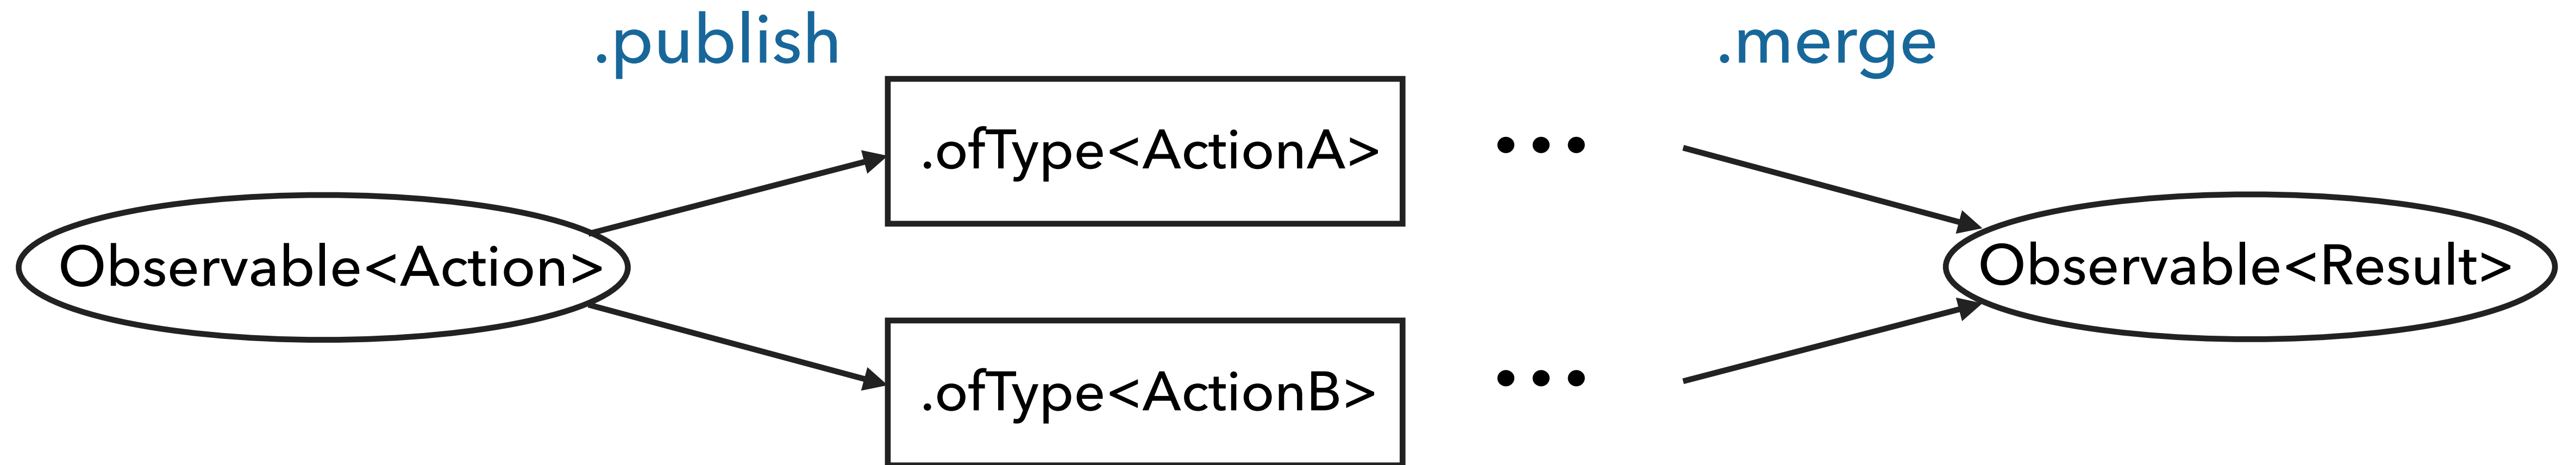 .publish
.merge
.ofType<ActionA>
•••
Observable<Action>
Observable<Result>
.ofType<ActionB>
•••